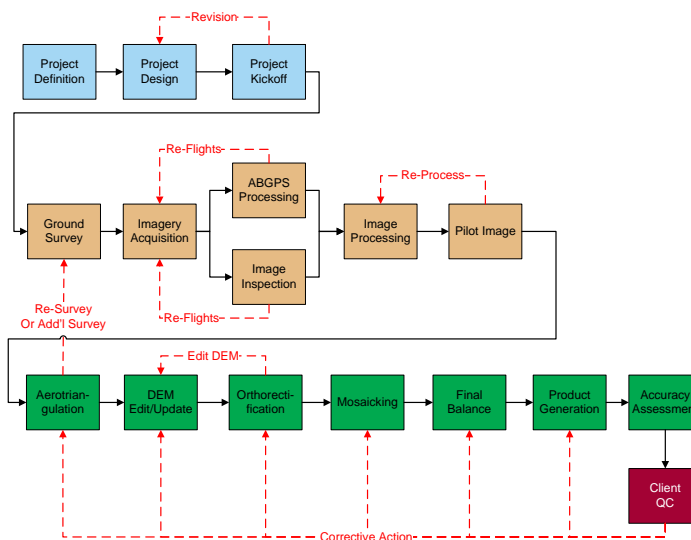 Revision
Project
Definition
Project
Design
Project
Kickoff
Re-Flights
ABGPS
Processing
Re-Process
Ground
Survey
Imagery
Acquisition
Image
Processing
Pilot Image
Image
Inspection
Re-Flights
Re-Survey
Or Add'l Survey
Edit DEM
Aerotrian-
gulation
DEM
Edit/Update
Orthorecti-
fication
Mosaicking
Final
Balance
Product
Generation
Accuracy
Assessment
Client
QC
Corrective Action